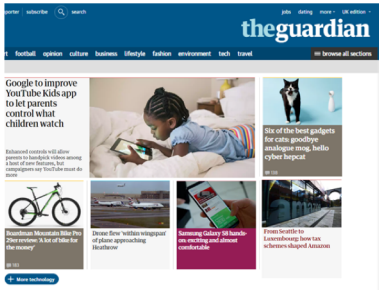 subscribe
search
jobs dating more UK edition
theguardian
football opinion culture business lifestyle fashion environment tech travel
browse all sections
Google to improve
YouTube Kids app
to let parents
control what
children watch
Enhanced controls will allow
parents to handpick videos among
a host of new features, but
campaigners say YouTube must do
more
Six of the best gadgets
for cats: goodbye
analogue mog, hello
cyber hepcat
Boardman Mountain Bike Pro
29er review: 'A lot of bike for
the money'
Drone flew 'within wingspan'
of plane approaching
Heathrow
Samsung Galaxy S8 hands-
on: exciting and almost
comfortable
From Seattle to
Luxembourg: how tax
schemes shaped Amazon
More technology